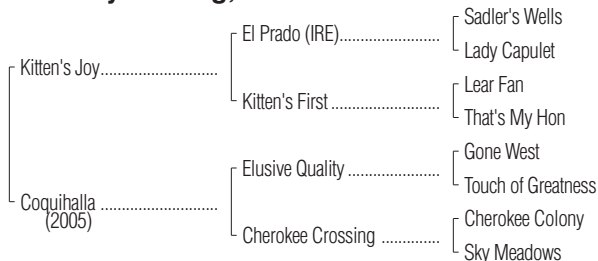 Sadler's Wells
El Prado (IRE)..........................
Lady Capulet
Kitten's Joy..............................
Lear Fan
Kitten's First ............................
That's My Hon
Gone West
Elusive Quality ........................
Touch of Greatness
Coquihalla ..............................
(2005)
Cherokee Colony
Cherokee Crossing ...............
Sky Meadows